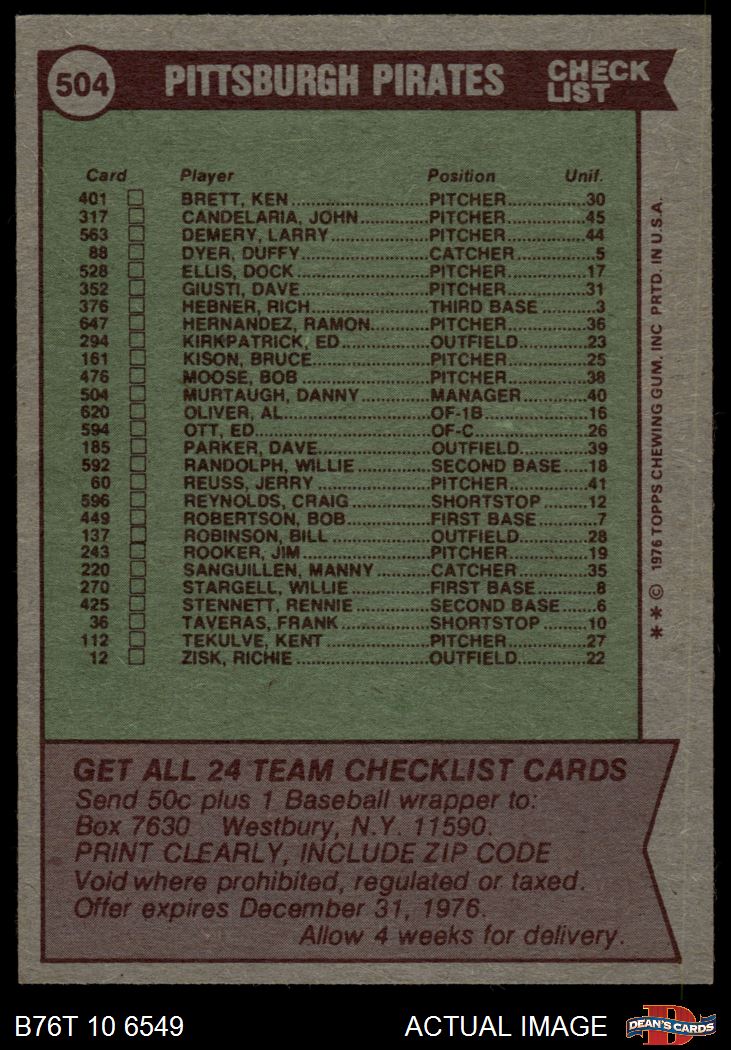 504 PITTSBURGH PIRATES CHECK LIST
Card Player Position Unif.
401 BRETT, KEN PITCHER 30
317 CANDELARIA, JOHN PITCHER 45
563 DEMERY, LARRY PITCHER 44
88 DYER, DUFFY CATCHER 5
528 ELLIS, DOCK PITCHER 17
352 GIUSTI, DAVE PITCHER 31
376 HEBNER, RICH THIRD BASE 3
647 HERNANDEZ, RAMON PITCHER 36
294 KIRKPATRICK, ED OUTFIELD 23
161 KISON, BRUCE PITCHER 25
476 MOOSE, BOB PITCHER 38
504 MURTAUGH, DANNY MANAGER 40
620 OLIVER, AL OF-1B 16
594 OTT, ED OF-C 26
185 PARKER, DAVE OUTFIELD 39
592 RANDOLPH, WILLIE SECOND BASE 18
60 REUSS, JERRY PITCHER 41
596 REYNOLDS, CRAIG SHORTSTOP 12
449 ROBERTSON, BOB FIRST BASE 7
137 ROBINSON, BILL OUTFIELD 28
243 ROOKER, JIM PITCHER 19
220 SANGUILLEN, MANNY CATCHER 35
270 STARGELL, WILLIE FIRST BASE 8
425 STENNETT, RENNIE SECOND BASE 6
36 TAVERAS, FRANK SHORTSTOP 10
112 TEKULVE, KENT PITCHER 27
12 ZISK, RICHIE OUTFIELD 22
** © 1976 TOPPS CHEWING GUM, INC PRTD. IN U.S.A.
GET ALL 24 TEAM CHECKLIST CARDS
Send 50c plus 1 Baseball wrapper to:
Box 7630 Westbury, N.Y. 11590.
PRINT CLEARLY, INCLUDE ZIP CODE
Void where prohibited, regulated or taxed.
Offer expires December 31, 1976.
Allow 4 weeks for delivery.
B76T 10 6549 ACTUAL IMAGE DEAN'S CARDS